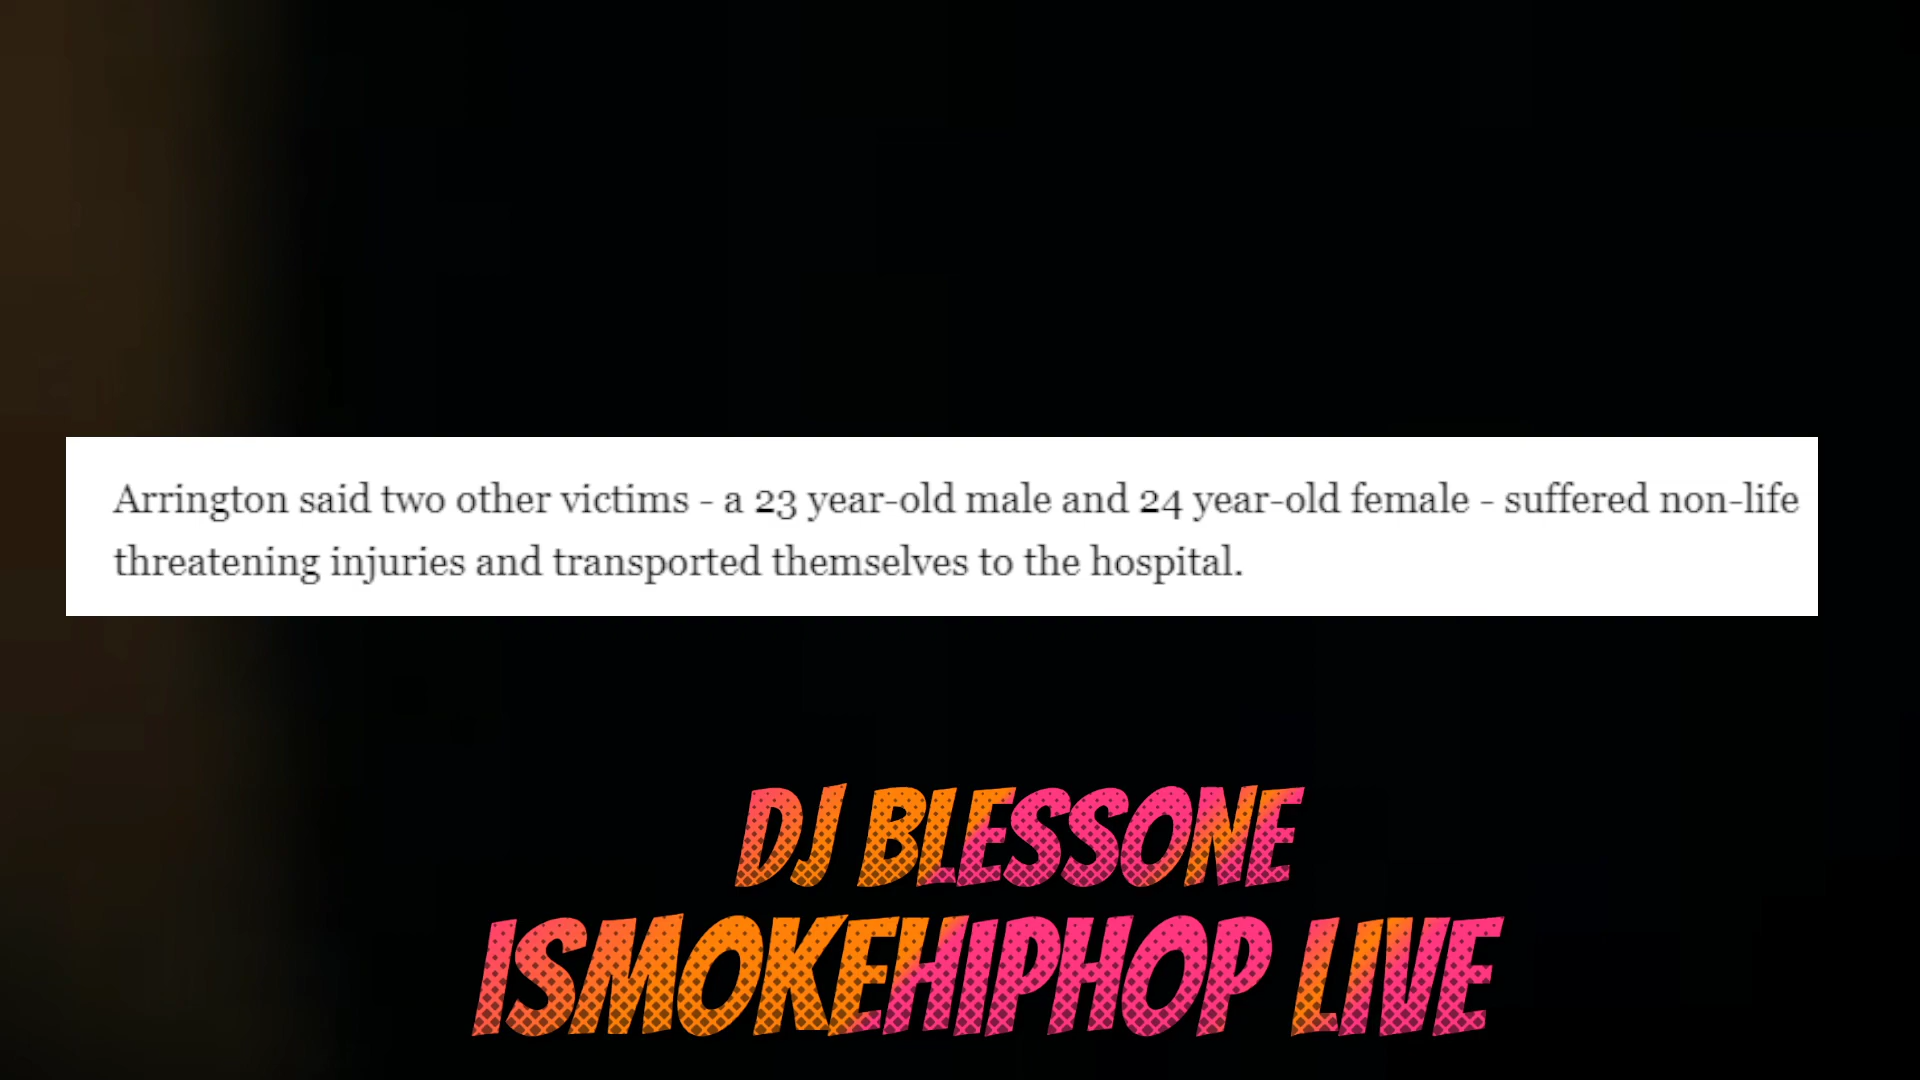 Arrington said two other victims - a 23 year-old male and 24 year-old female - suffered non-life
threatening injuries and transported themselves to the hospital.
DJ BLESSONE
ISMOKEHIPHOP LIVE